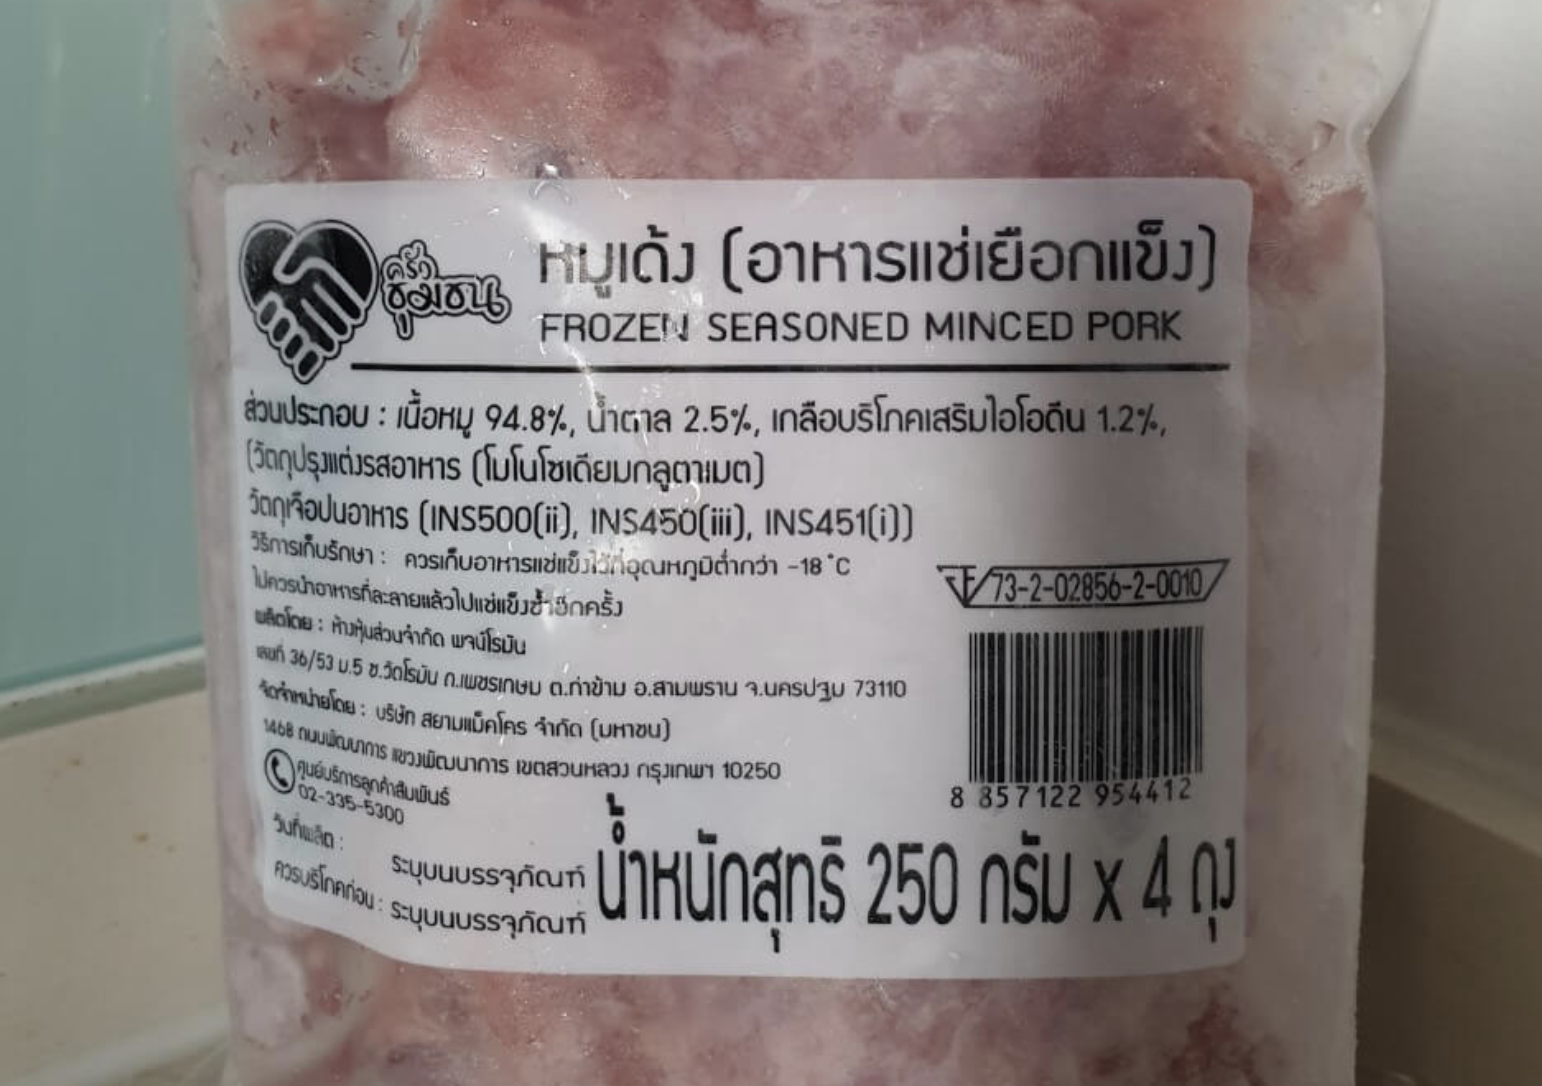 ครัว
ชุมชน
หมูเด้ง (อาหารแช่เยือกแข็ง)
FROZEN SEASONED MINCED PORK
ส่วนประกอบ : เนื้อหมู 94.8%, น้ำตาล 2.5%, เกลือบริโภคเสริมไอโอดีน 1.2%,
(วัตถุปรุงแต่งรสอาหาร (โมโนโซเดียมกลูตาเมต)
วัตถุเจือปนอาหาร (INS500(ii), INS450(iii), INS451(i))
วิธีการเก็บรักษา : ควรเก็บอาหารแช่แข็งไว้ที่อุณหภูมิต่ำกว่า -18 ˚C
ไม่ควรนำอาหารที่ละลายแล้วไปแช่แข็งซ้ำอีกครั้ง
73-2-02856-2-0010
ผลิตโดย : ห้างหุ้นส่วนจำกัด พจน์โรมัน
เลขที่ 36/53 ม.5 ซ.วัดโรมัน ถ.เพชรเกษม ต.ท่าข้าม อ.สามพราน จ.นครปฐม 73110
จัดจำหน่ายโดย : บริษัท สยามแม็คโคร จำกัด (มหาชน)
1468 ถนนพัฒนาการ แขวงพัฒนาการ เขตสวนหลวง กรุงเทพฯ 10250
ศูนย์บริการลูกค้าสัมพันธ์
02-335-5300
8 857122 954412
วันที่ผลิต : ระบุบนบรรจุภัณฑ์
ควรบริโภคก่อน : ระบุบนบรรจุภัณฑ์
น้ำหนักสุทธิ 250 กรัม x 4 ถุง